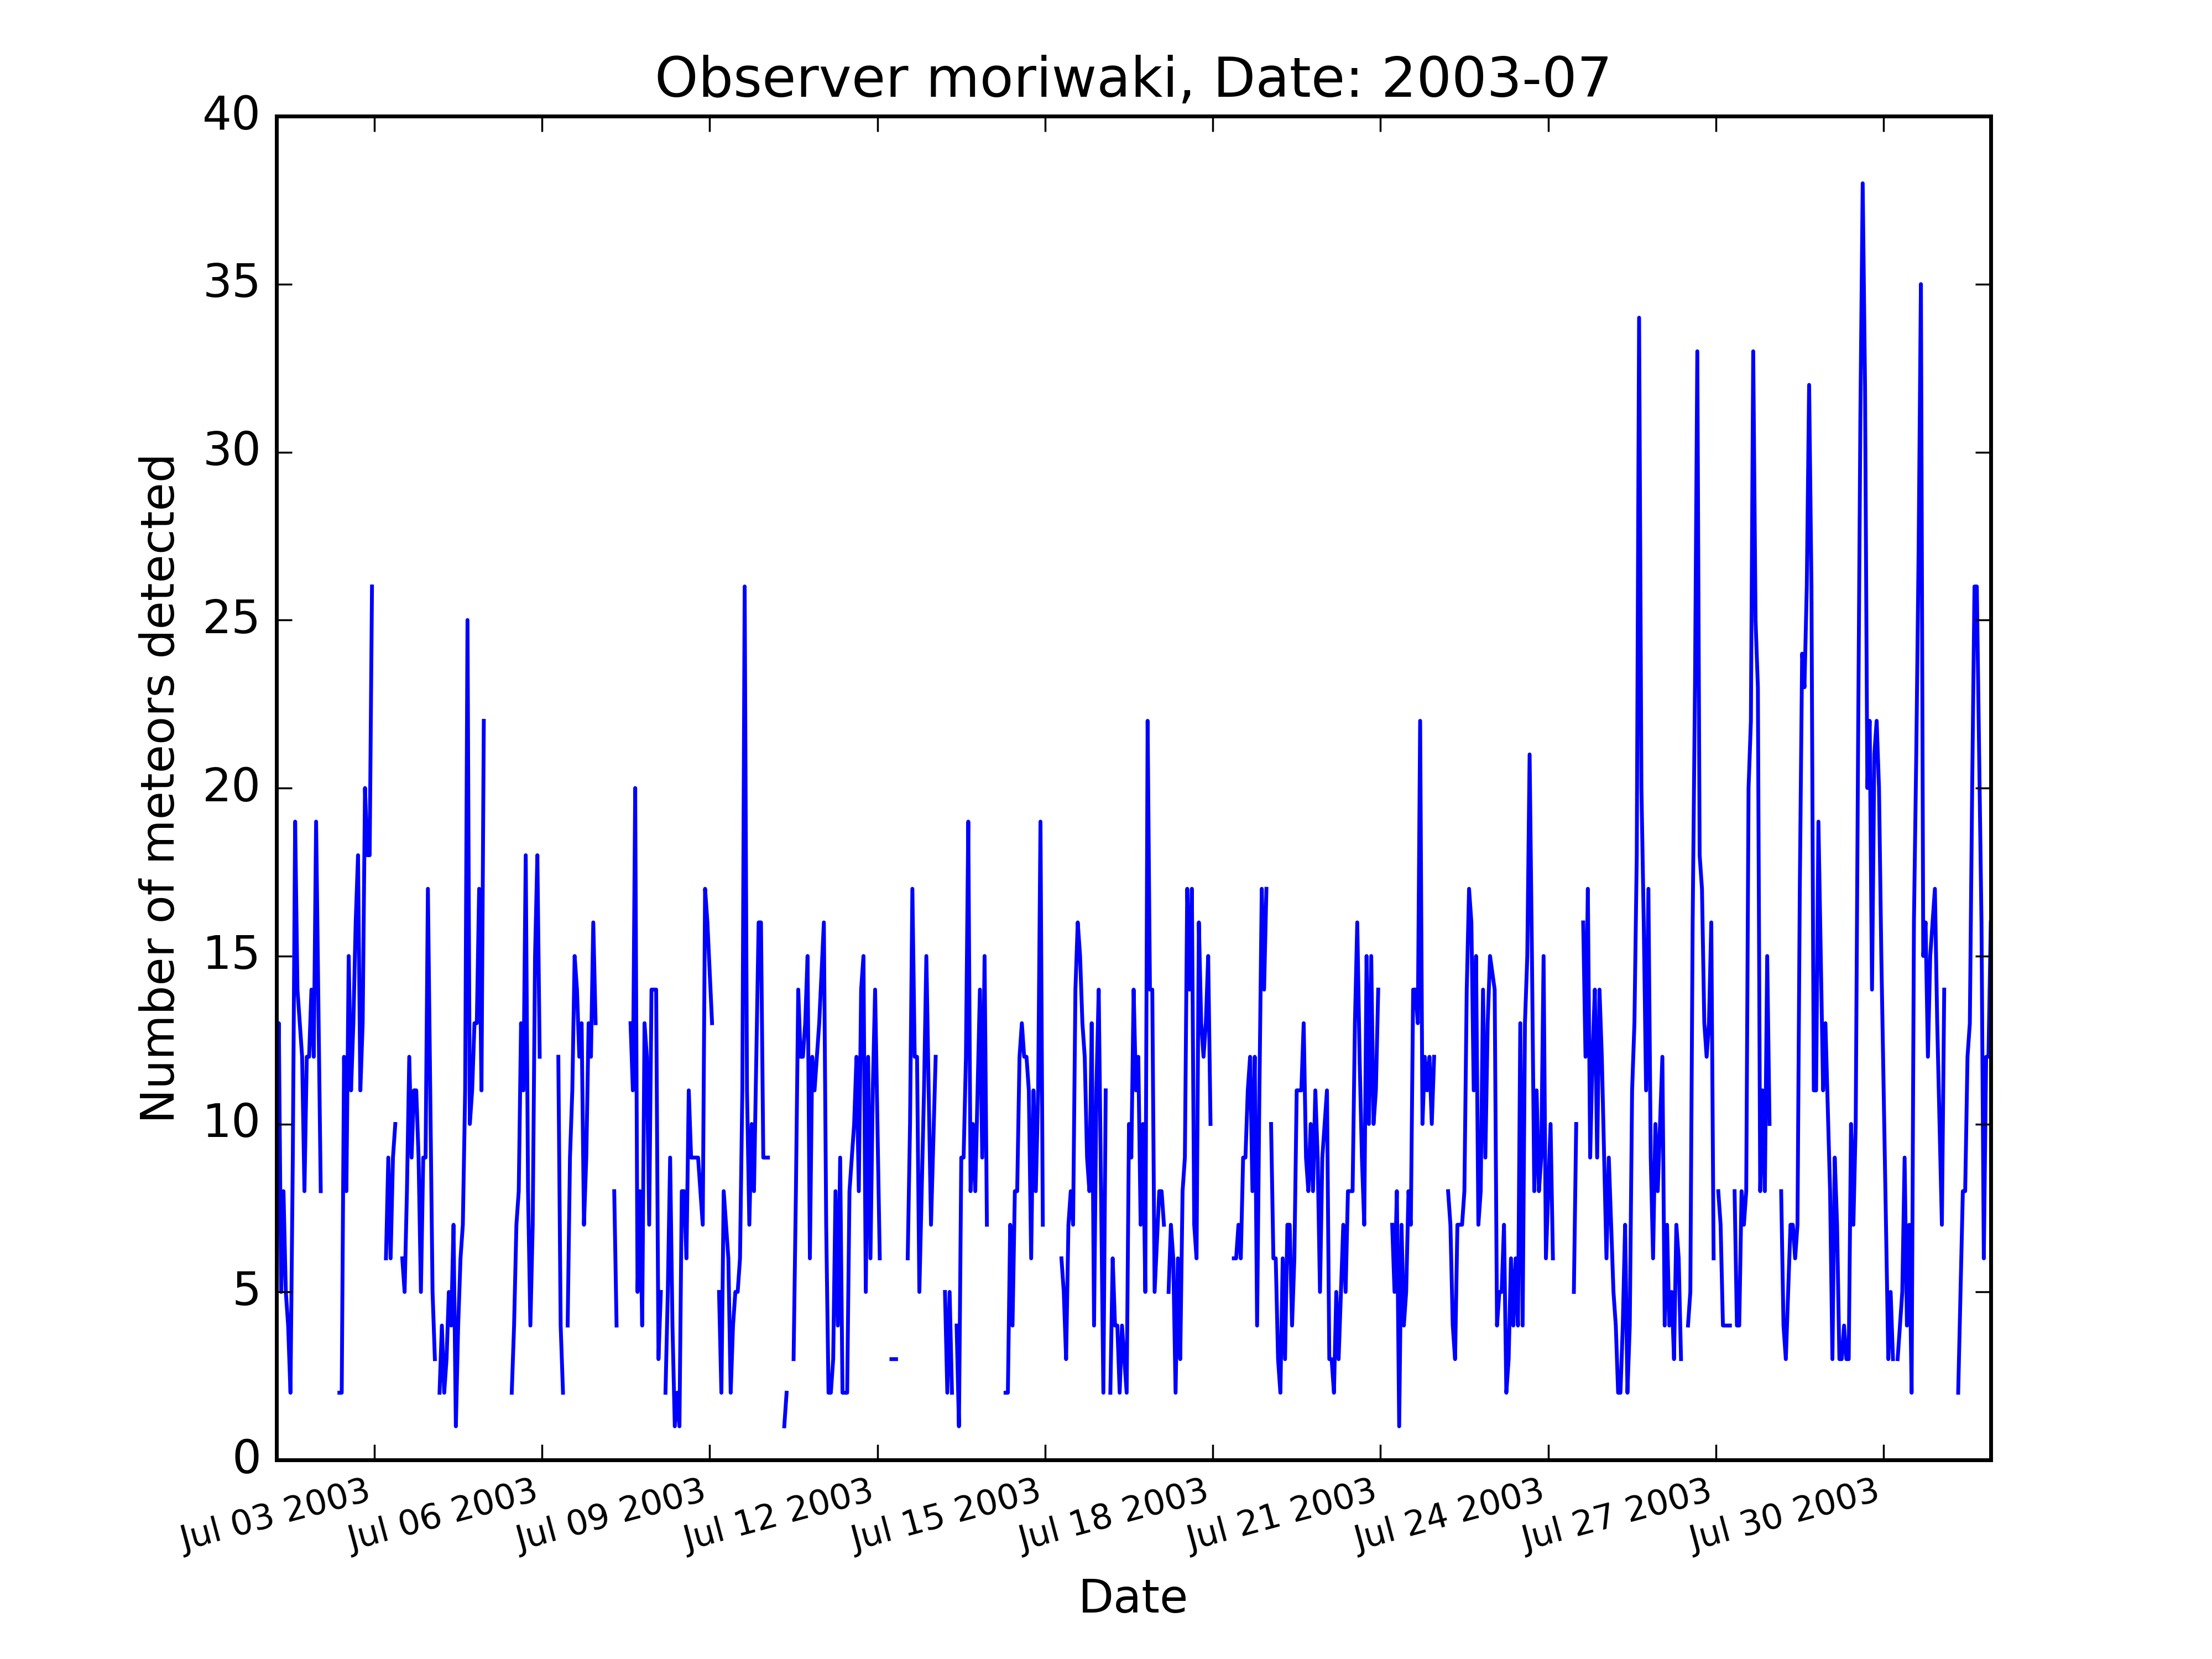 Observer moriwaki, Date: 2003-07
40
35
30
25
20
15
10
5
0
Number of meteors detected
Jul 03 2003
Jul 06 2003
Jul 09 2003
Jul 12 2003
Jul 15 2003
Jul 18 2003
Jul 21 2003
Jul 24 2003
Jul 27 2003
Jul 30 2003
Date